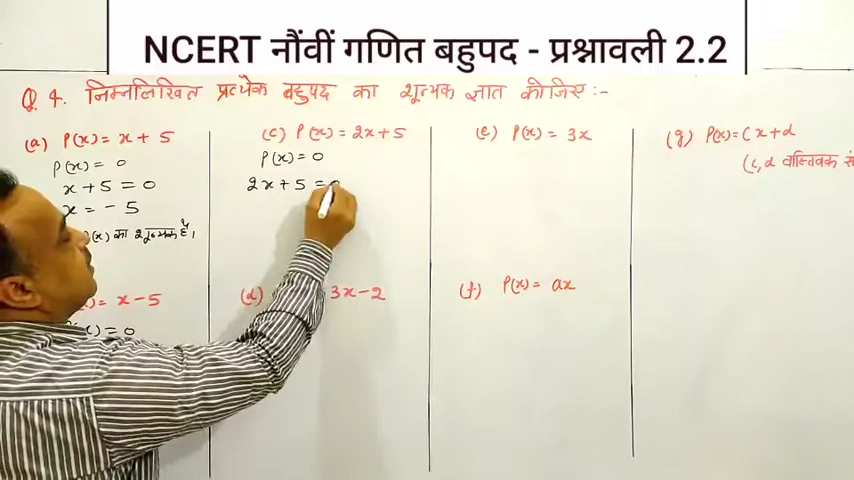 NCERT नौंवीं गणित बहुपद - प्रश्नावली 2.2
Q 4. निम्नलिखित प्रत्येक बहुपद का शून्यक ज्ञात कीजिए :-
(a) P(x) = x + 5
P(x) = 0
x + 5 = 0
x = - 5
(x) का शून्यक है।
= x - 5
(x) = 0
(c) P(x) = 2x + 5
P(x) = 0
2x + 5 = 0
(d) 3x - 2
(e) P(x) = 3x
(f) P(x) = ax
(g) P(x) = cx + d
(c, d वास्तविक सं